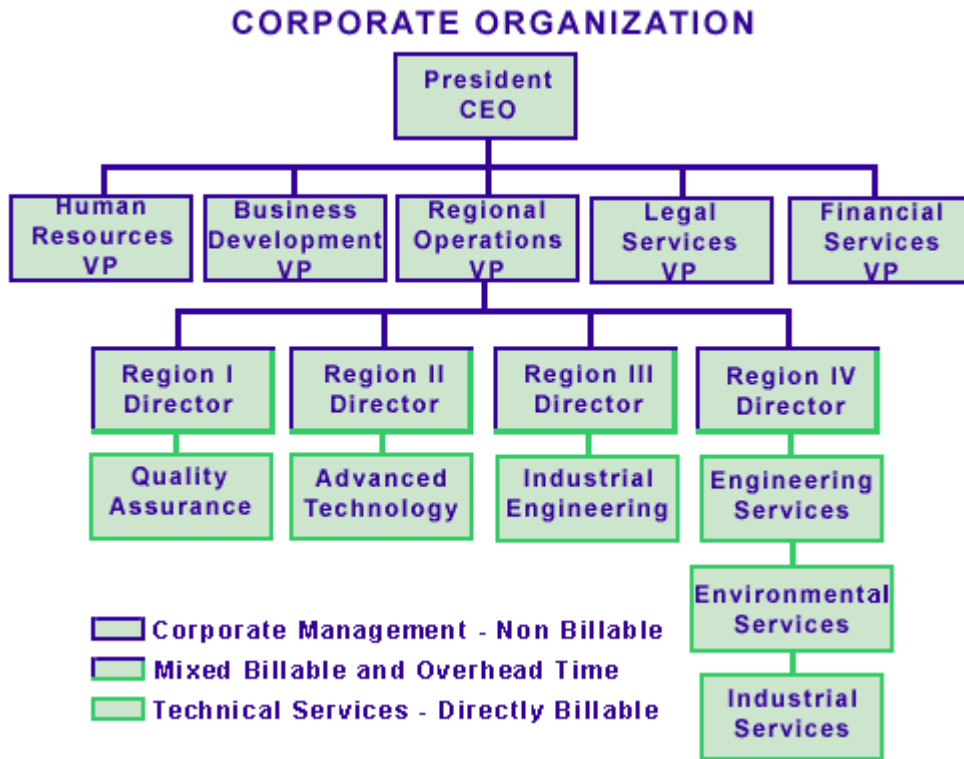 CORPORATE ORGANIZATION
President
CEO
Human
Resources
VP
Business
Development
VP
Regional
Operations
VP
Legal
Services
VP
Financial
Services
VP
Region I
Director
Region II
Director
Region III
Director
Region IV
Director
Quality
Assurance
Advanced
Technology
Industrial
Engineering
Engineering
Services
Environmental
Services
Industrial
Services
Corporate Management - Non Billable
Mixed Billable and Overhead Time
Technical Services - Directly Billable